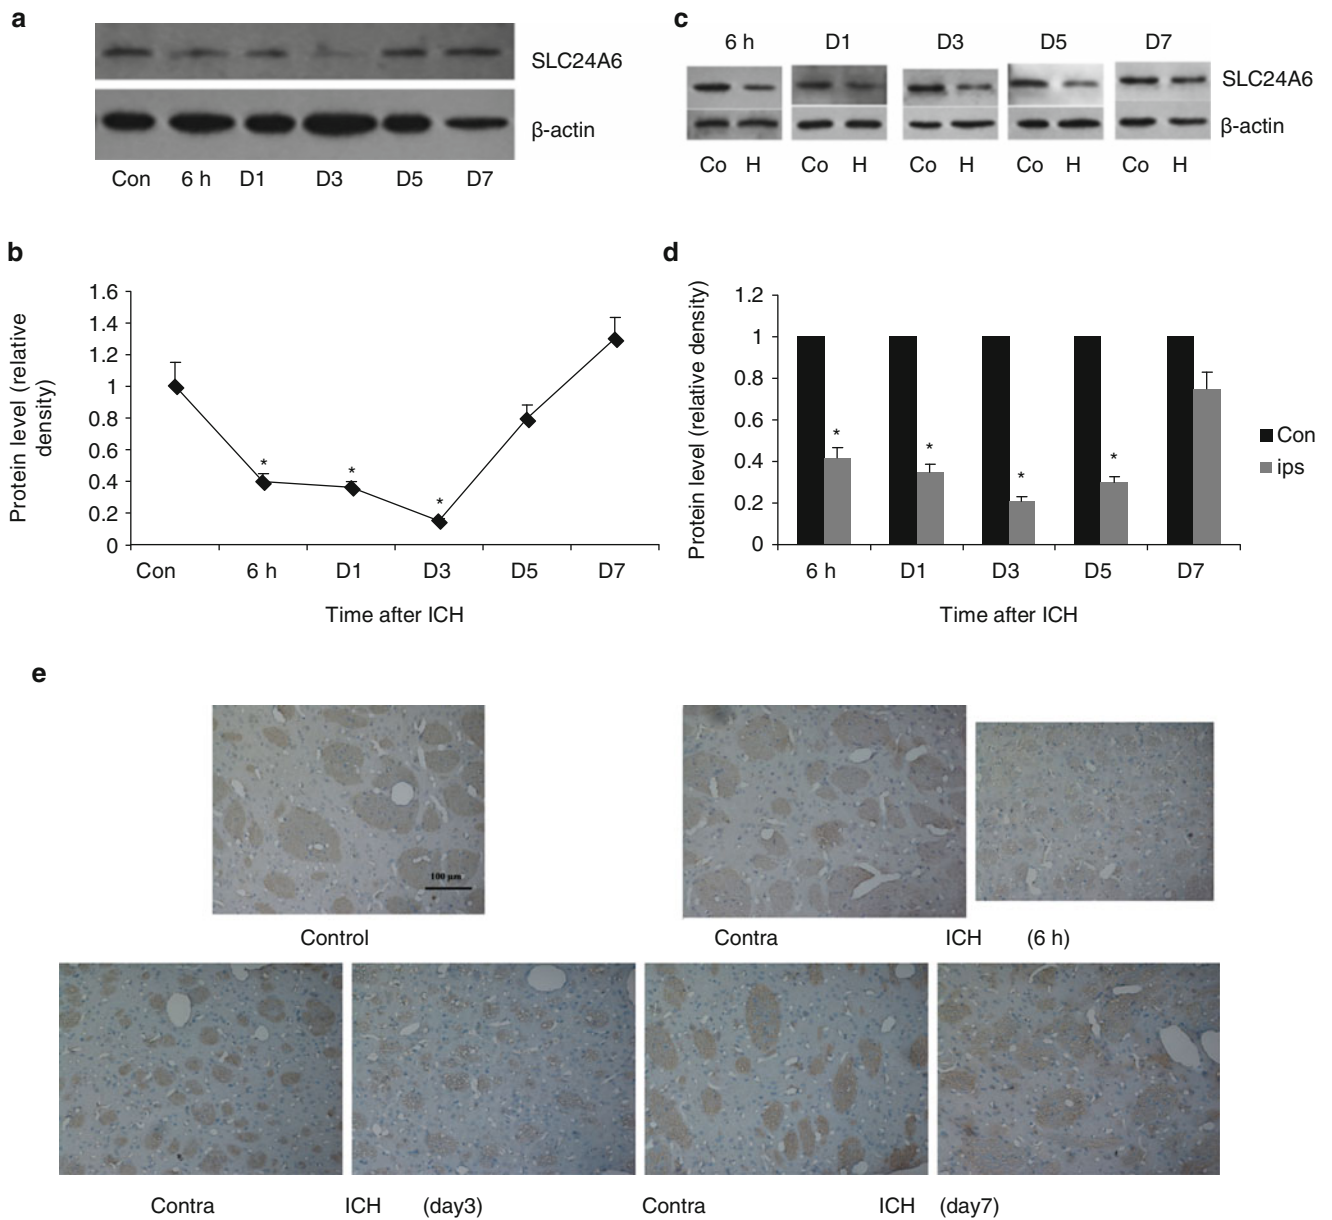 a
SLC24A6
β-actin
Con 6 h D1 D3 D5 D7
c
6 h D1 D3 D5 D7
SLC24A6
β-actin
Co H Co H Co H Co H Co H
b
Protein level (relative
density)
1.6
1.4
1.2
1
0.8
0.6
0.4
0.2
0
* * *
Con 6 h D1 D3 D5 D7
Time after ICH
d
Protein level (relative density)
1.2
1
0.8
0.6
0.4
0.2
0
* * * *
6 h D1 D3 D5 D7
Time after ICH
Con
ips
e
100 μm
Control
Contra ICH (6 h)
Contra ICH (day3) Contra ICH (day7)